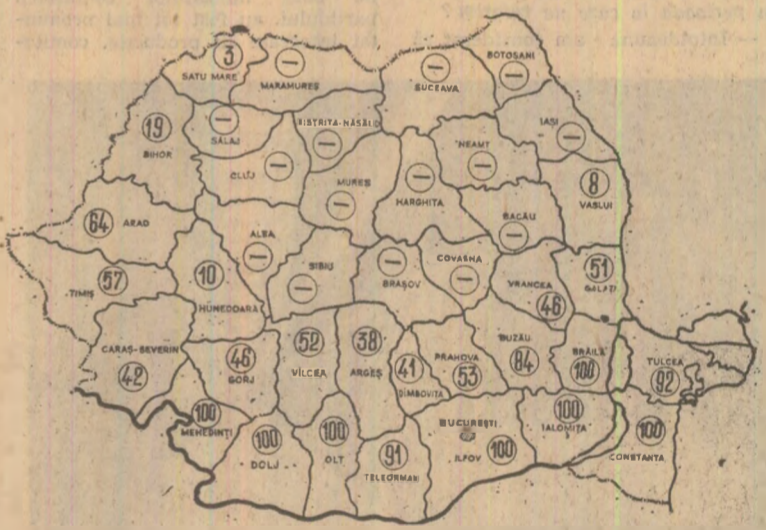 3
SATU MARE
—
MARAMUREȘ
—
SUCEAVA
BOTOȘANI
—
19
BIHOR
—
SĂLAJ
BISTRIȚA-NĂSĂUD
—
CLUJ
—
MUREȘ
—
—
HARGHITA
NEAMȚ
—
IAȘI
—
8
VASLUI
BACĂU
—
64 ARAD
ALBA
—
SIBIU
—
—
BRAȘOV
COVASNA
—
VRANCEA
46
51
GALAȚI
TIMIȘ
57
10
HUNEDOARA
CARAȘ-SEVERIN
42
46
GORJ
52
VÎLCEA
38
ARGEȘ
41
DÎMBOVIȚA
PRAHOVA
53
BUZĂU
84
BRĂILA
100
TULCEA
92
100
MEHEDINȚI
100
DOLJ
100
OLT
91
TELEORMAN
BUCUREȘTI
ILFOV 100
100
IALOMIȚA
100
CONSTANȚA